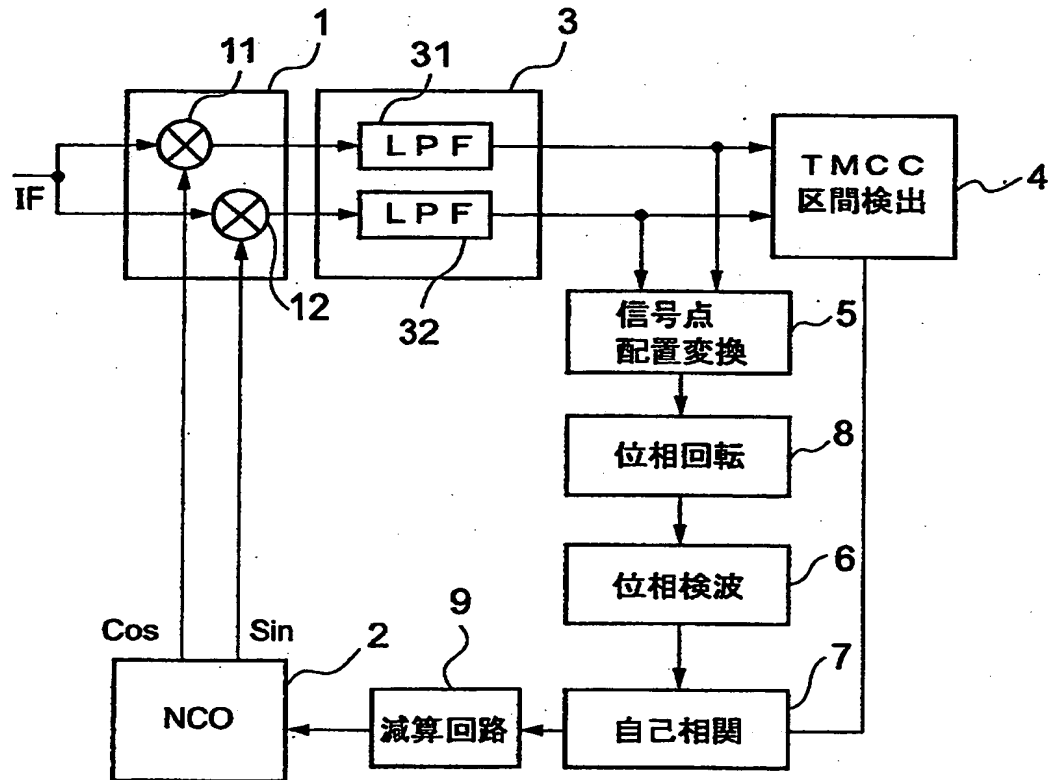 1
11
3
31
LPF
TMCC
区間検出
4
IF
LPF
12
32
信号点
配置変換
5
位相回転
8
位相検波
6
Cos
Sin
2
9
7
NCO
減算回路
自己相関